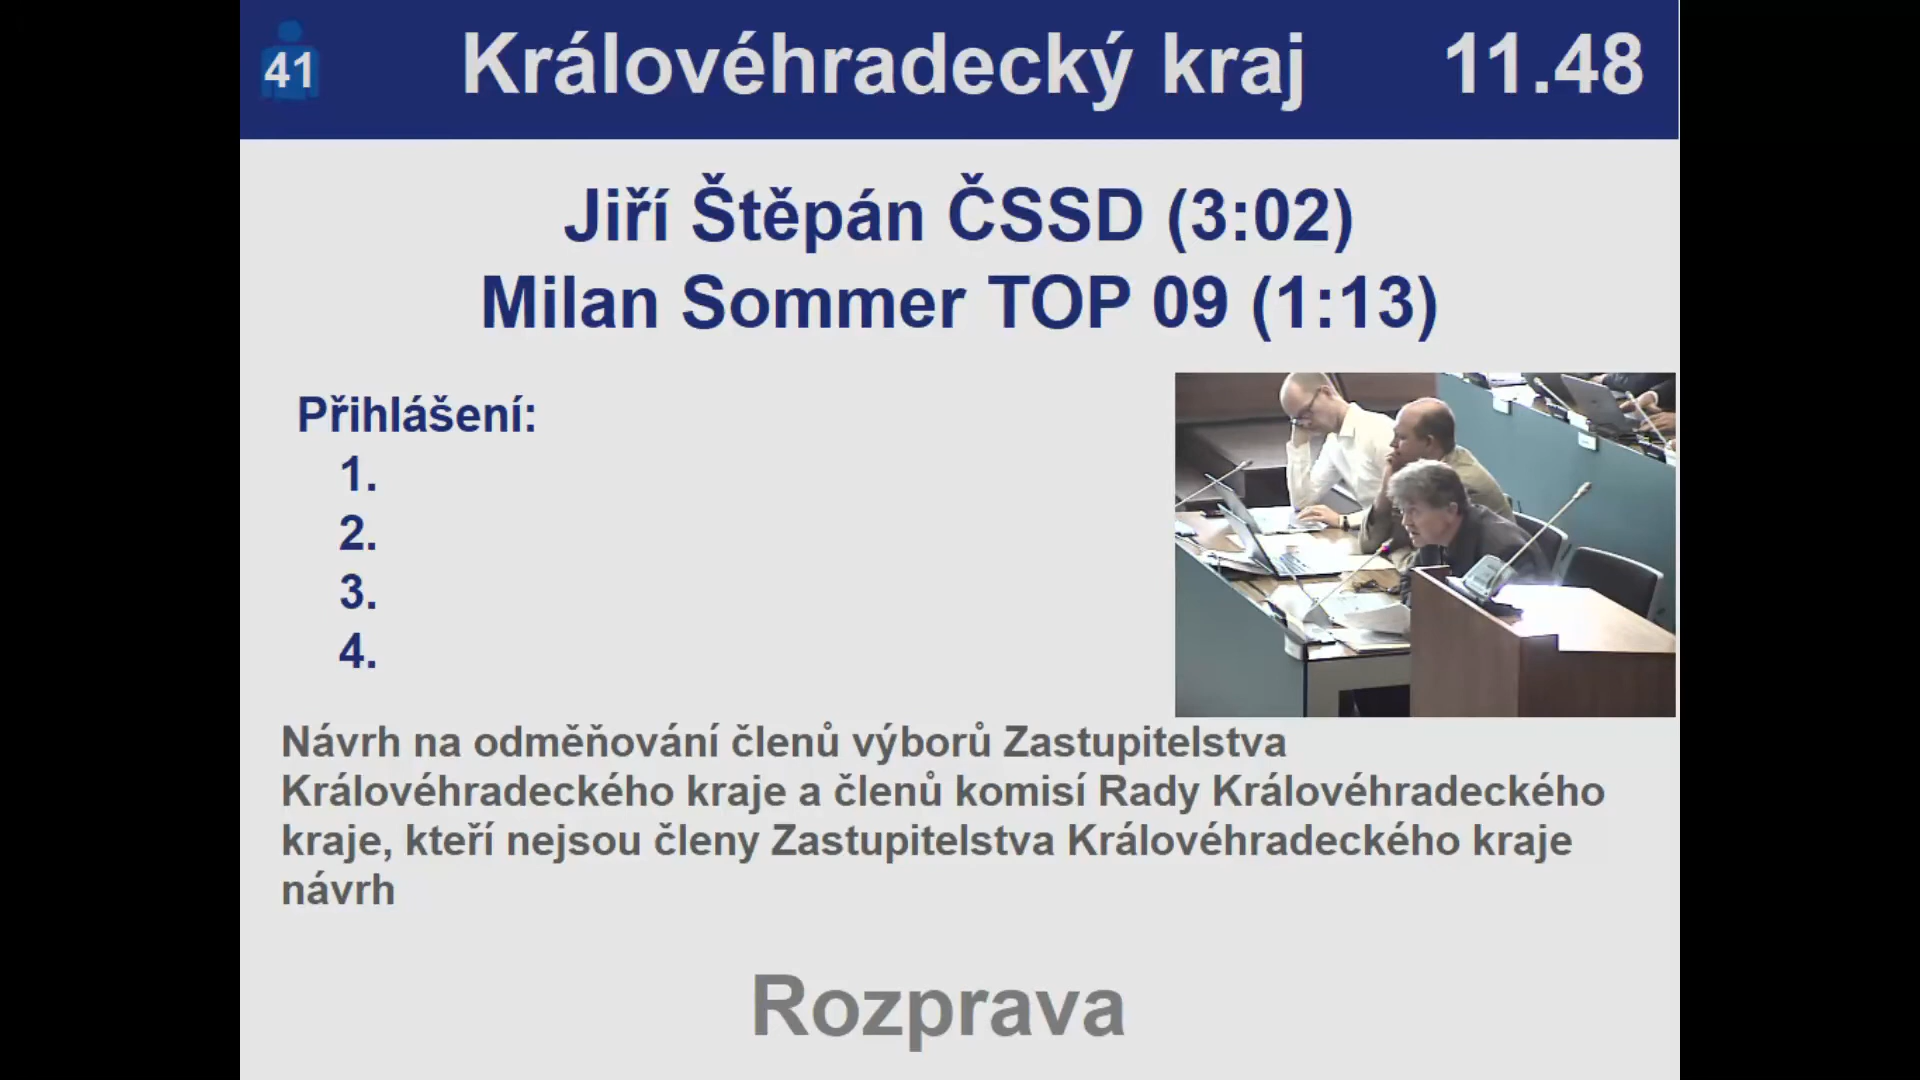 41
Královéhradecký kraj
11.48
Jiří Štěpán ČSSD (3:02)
Milan Sommer TOP 09 (1:13)
Přihlášení:
1.
2.
3.
4.
Návrh na odměňování členů výborů Zastupitelstva
Královéhradeckého kraje a členů komisí Rady Královéhradeckého
kraje, kteří nejsou členy Zastupitelstva Královéhradeckého kraje
návrh
Rozprava